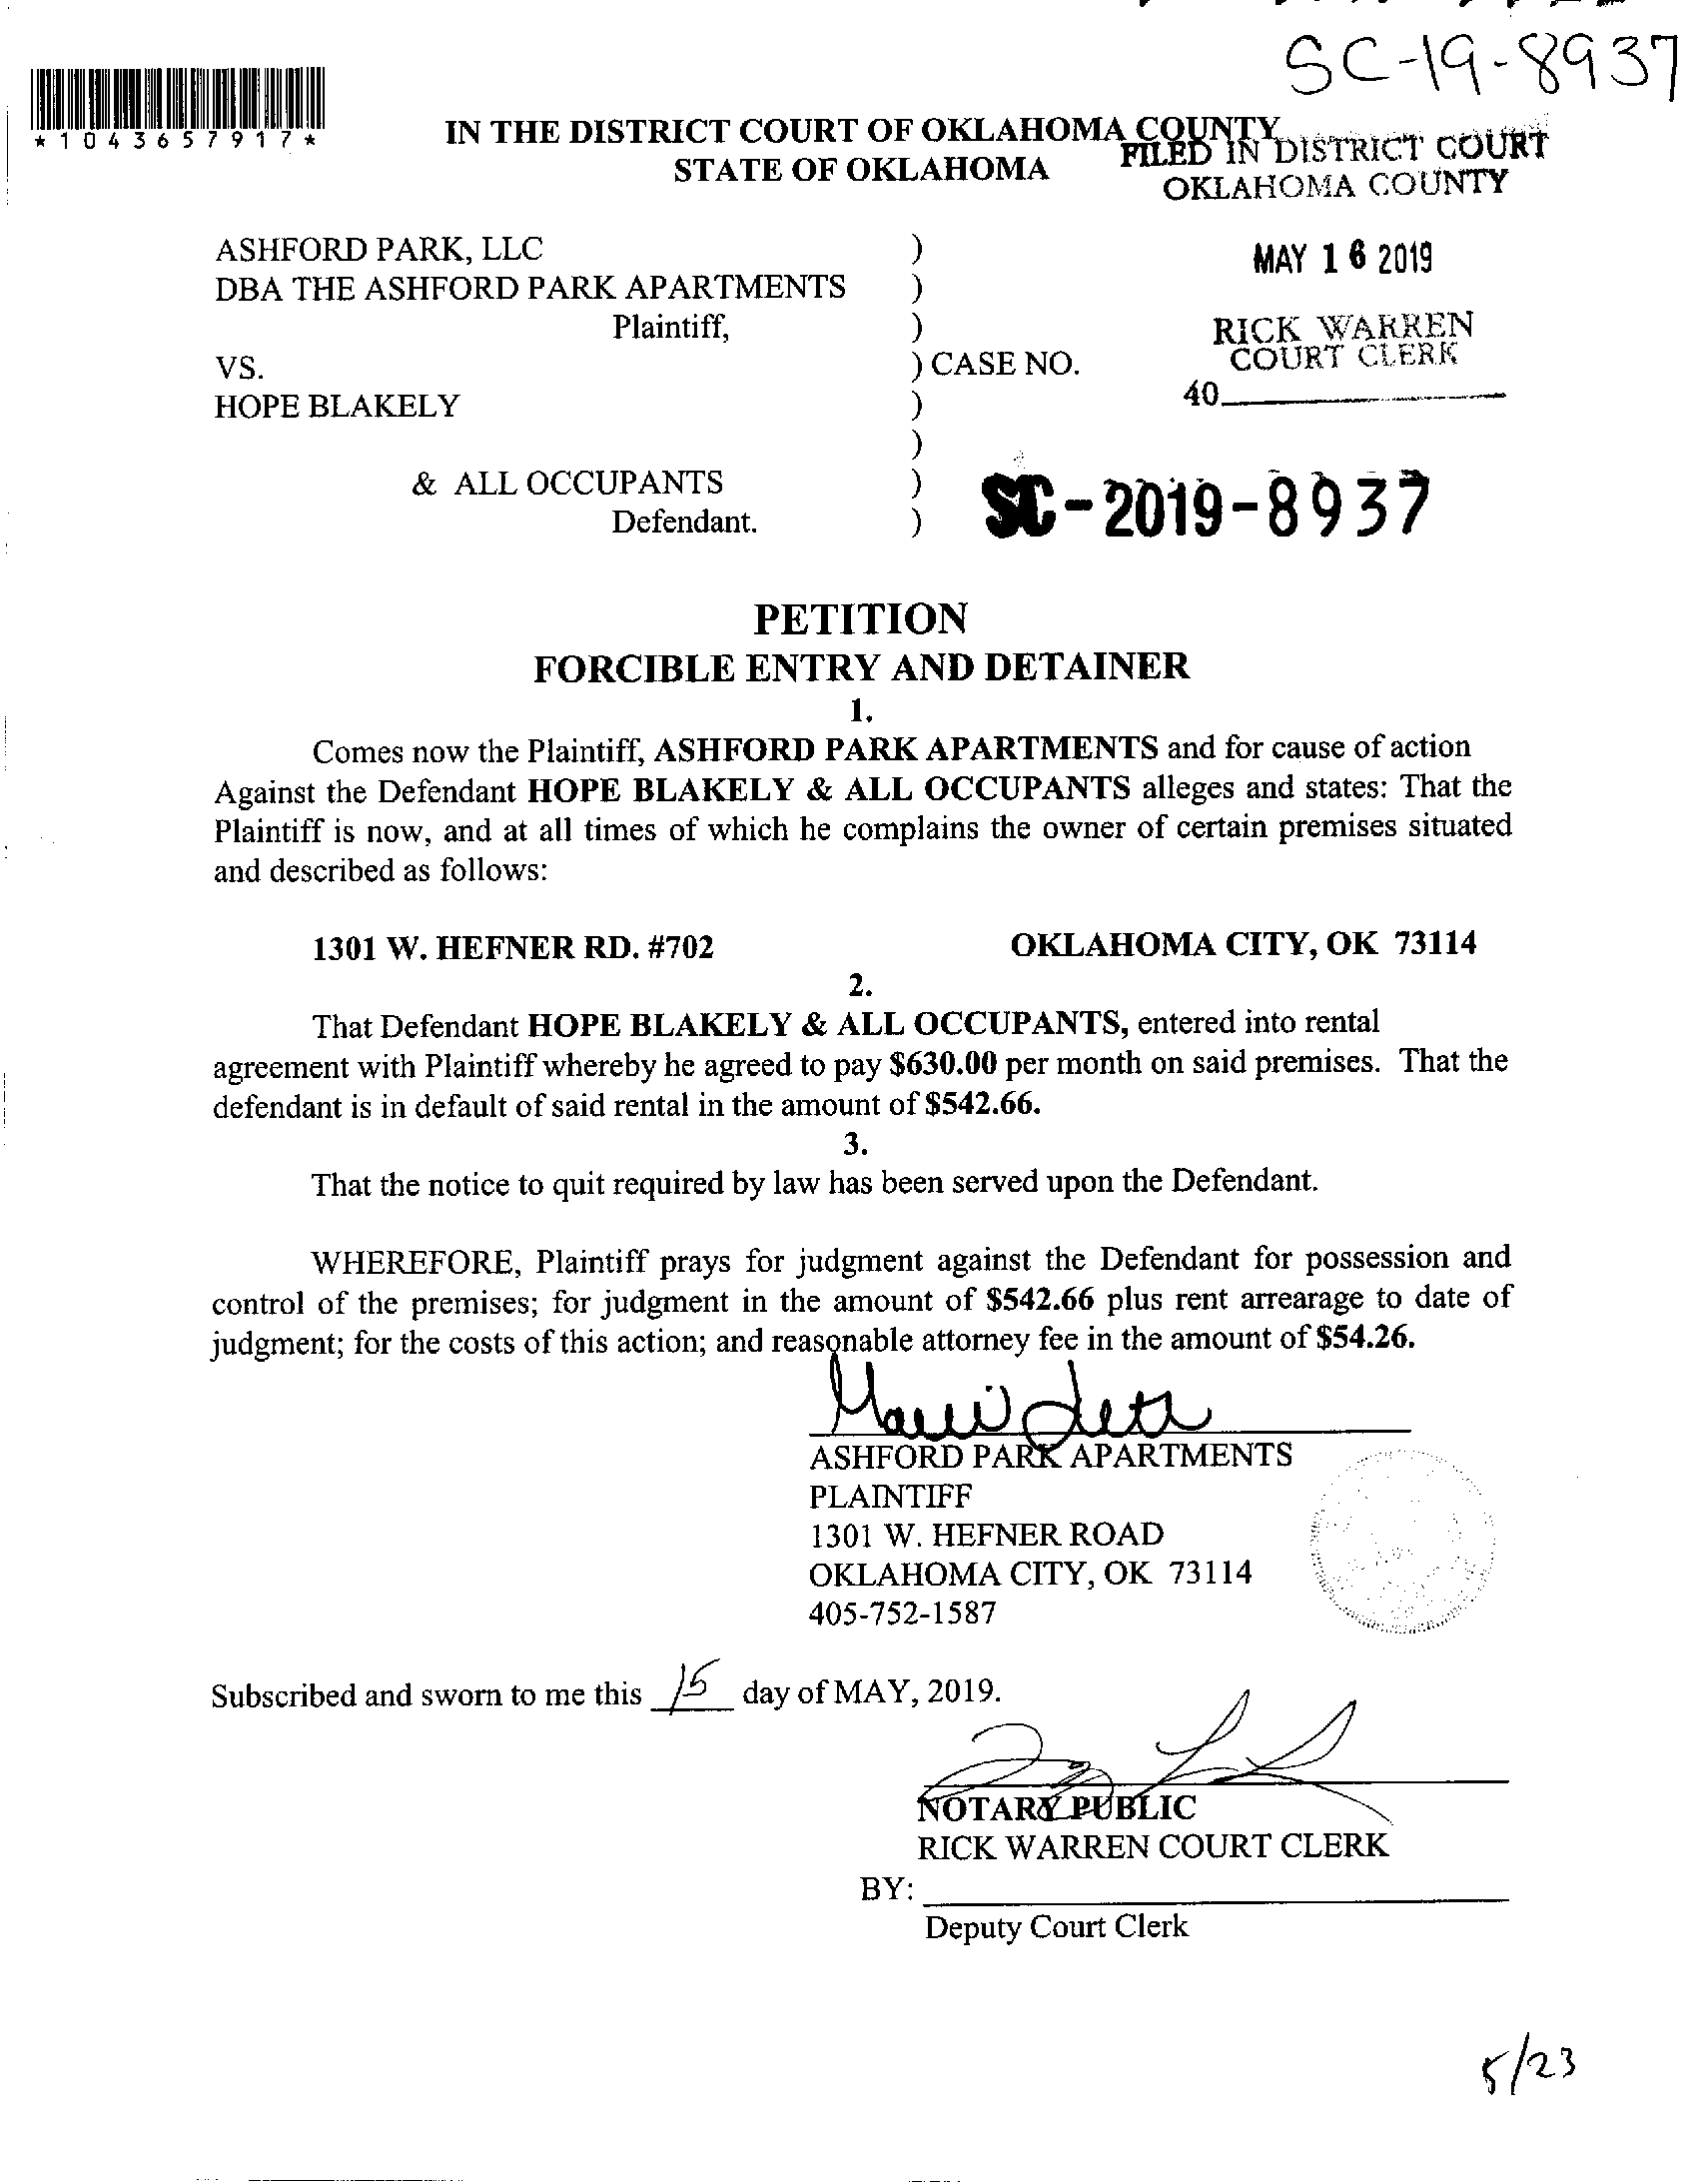 SC-19-8937
*1043657917*
IN THE DISTRICT COURT OF OKLAHOMA COUNTY
STATE OF OKLAHOMA
FILED IN DISTRICT COURT
OKLAHOMA COUNTY
MAY 16 2019
RICK WARREN
COURT CLERK
40
ASHFORD PARK, LLC )
DBA THE ASHFORD PARK APARTMENTS )
Plaintiff, )
VS. ) CASE NO.
HOPE BLAKELY )
)
& ALL OCCUPANTS )
Defendant. )
SC-2019-8937
PETITION
FORCIBLE ENTRY AND DETAINER
1.
Comes now the Plaintiff, ASHFORD PARK APARTMENTS and for cause of action
Against the Defendant HOPE BLAKELY & ALL OCCUPANTS alleges and states: That the
Plaintiff is now, and at all times of which he complains the owner of certain premises situated
and described as follows:
1301 W. HEFNER RD. #702 OKLAHOMA CITY, OK 73114
2.
That Defendant HOPE BLAKELY & ALL OCCUPANTS, entered into rental
agreement with Plaintiff whereby he agreed to pay $630.00 per month on said premises. That the
defendant is in default of said rental in the amount of $542.66.
3.
That the notice to quit required by law has been served upon the Defendant.
WHEREFORE, Plaintiff prays for judgment against the Defendant for possession and
control of the premises; for judgment in the amount of $542.66 plus rent arrearage to date of
judgment; for the costs of this action; and reasonable attorney fee in the amount of $54.26.
ASHFORD PARK APARTMENTS
PLAINTIFF
1301 W. HEFNER ROAD
OKLAHOMA CITY, OK 73114
405-752-1587
Subscribed and sworn to me this 15 day of MAY, 2019.
NOTARY PUBLIC
RICK WARREN COURT CLERK
BY:
Deputy Court Clerk
5/23